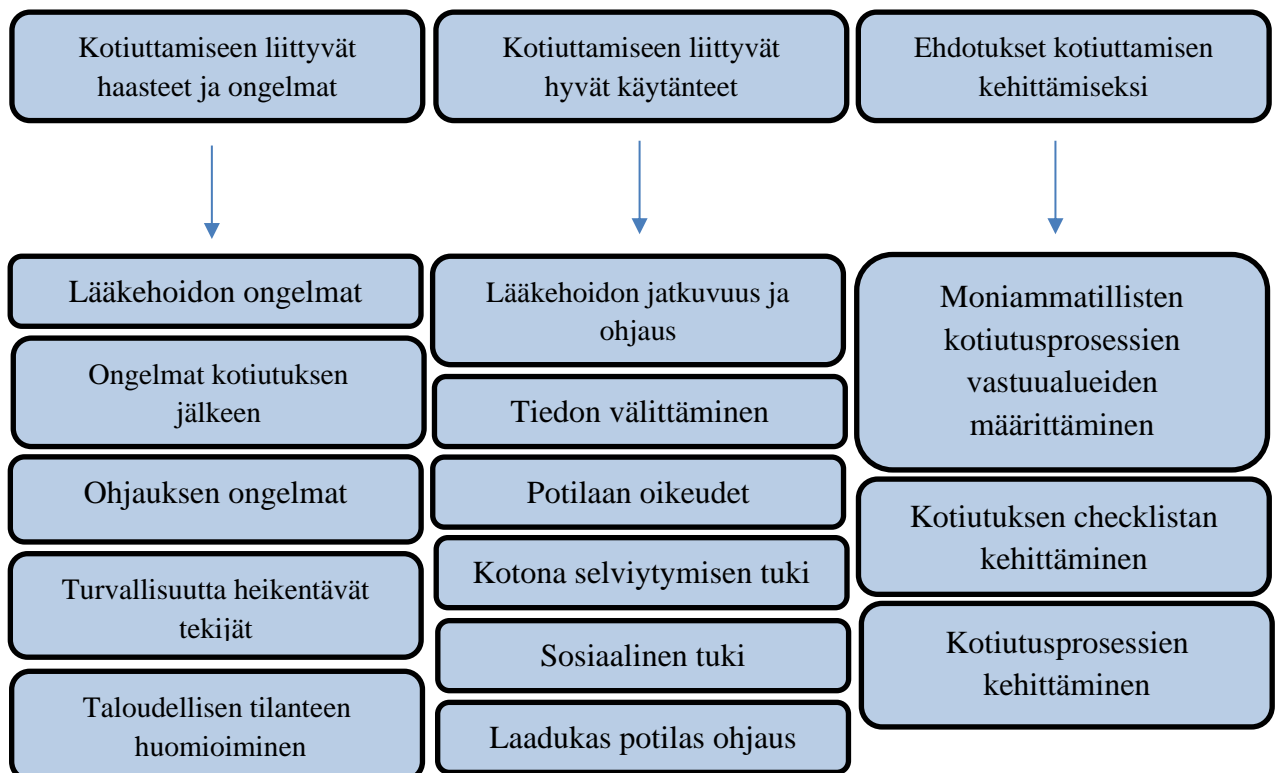 Kotiuttamiseen liittyvät
haasteet ja ongelmat
Kotiuttamiseen liittyvät
hyvät käytänteet
Ehdotukset kotiuttamisen
kehittämiseksi
Lääkehoidon ongelmat
Ongelmat kotiutuksen
jälkeen
Ohjauksen ongelmat
Turvallisuutta heikentävät
tekijät
Taloudellisen tilanteen
huomioiminen
Lääkehoidon jatkuvuus ja
ohjaus
Tiedon välittäminen
Potilaan oikeudet
Kotona selviytymisen tuki
Sosiaalinen tuki
Laadukas potilas ohjaus
Moniammatillisten
kotiutusprosessien
vastuualueiden
määrittäminen
Kotiutuksen checklistan
kehittäminen
Kotiutusprosessien
kehittäminen